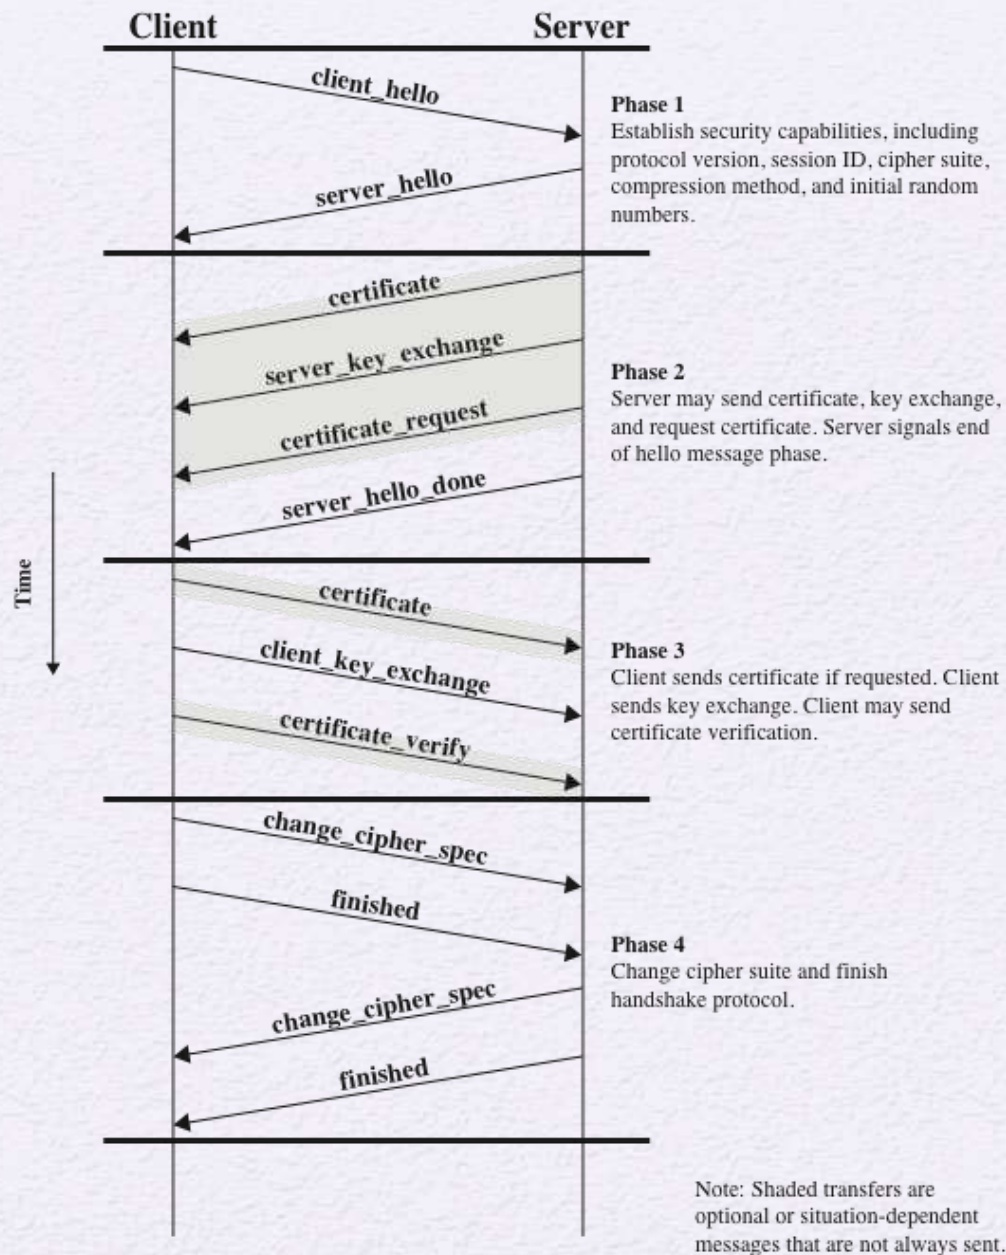 Client
Server
client_hello
Phase 1
Establish security capabilities, including
protocol version, session ID, cipher suite,
compression method, and initial random
numbers.
server_hello
certificate
server_key_exchange
Phase 2
Server may send certificate, key exchange,
and request certificate. Server signals end
of hello message phase.
certificate_request
server_hello_done
Time
certificate
client_key_exchange
Phase 3
Client sends certificate if requested. Client
sends key exchange. Client may send
certificate verification.
certificate_verify
change_cipher_spec
finished
Phase 4
Change cipher suite and finish
handshake protocol.
change_cipher_spec
finished
Note: Shaded transfers are
optional or situation-dependent
messages that are not always sent.